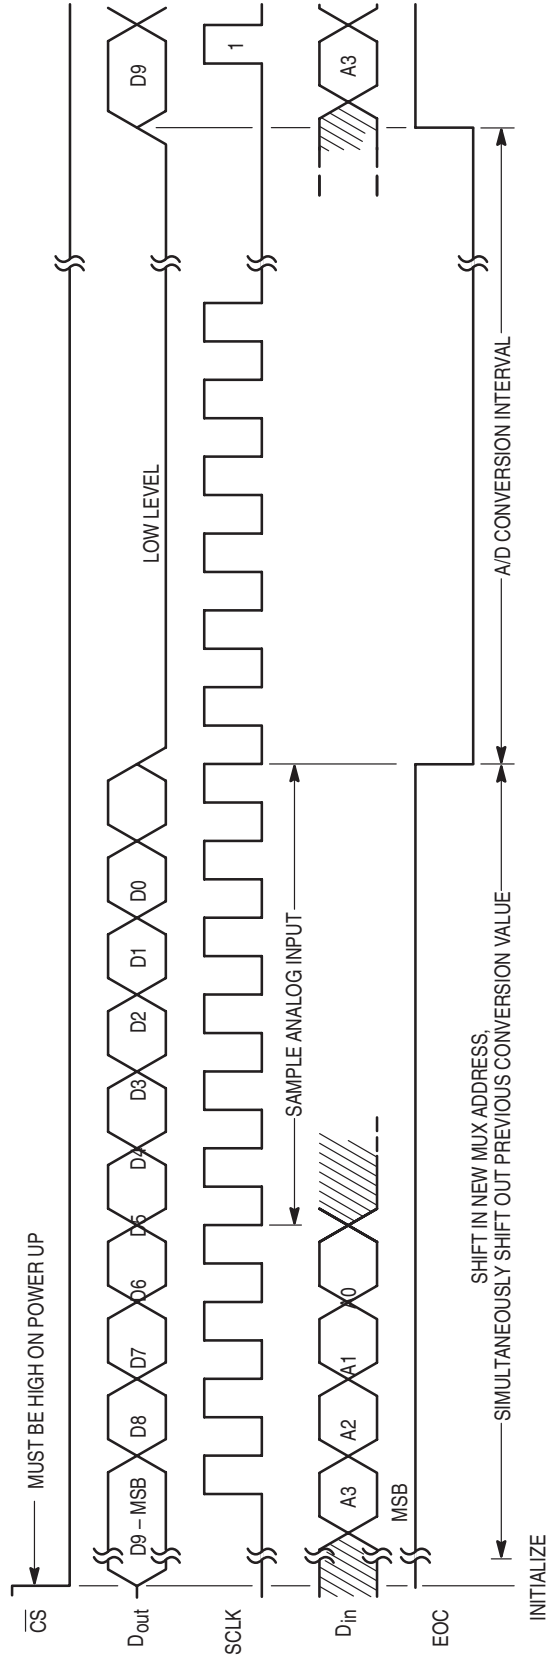 CS
MUST BE HIGH ON POWER UP
Dout
D9 – MSB
D8
D7
D6
D5
D4
D3
D2
D1
D0
LOW LEVEL
D9
SCLK
1
SAMPLE ANALOG INPUT
Din
A3
A2
A1
A0
A3
MSB
EOC
SHIFT IN NEW MUX ADDRESS,
SIMULTANEOUSLY SHIFT OUT PREVIOUS CONVERSION VALUE
A/D CONVERSION INTERVAL
INITIALIZE